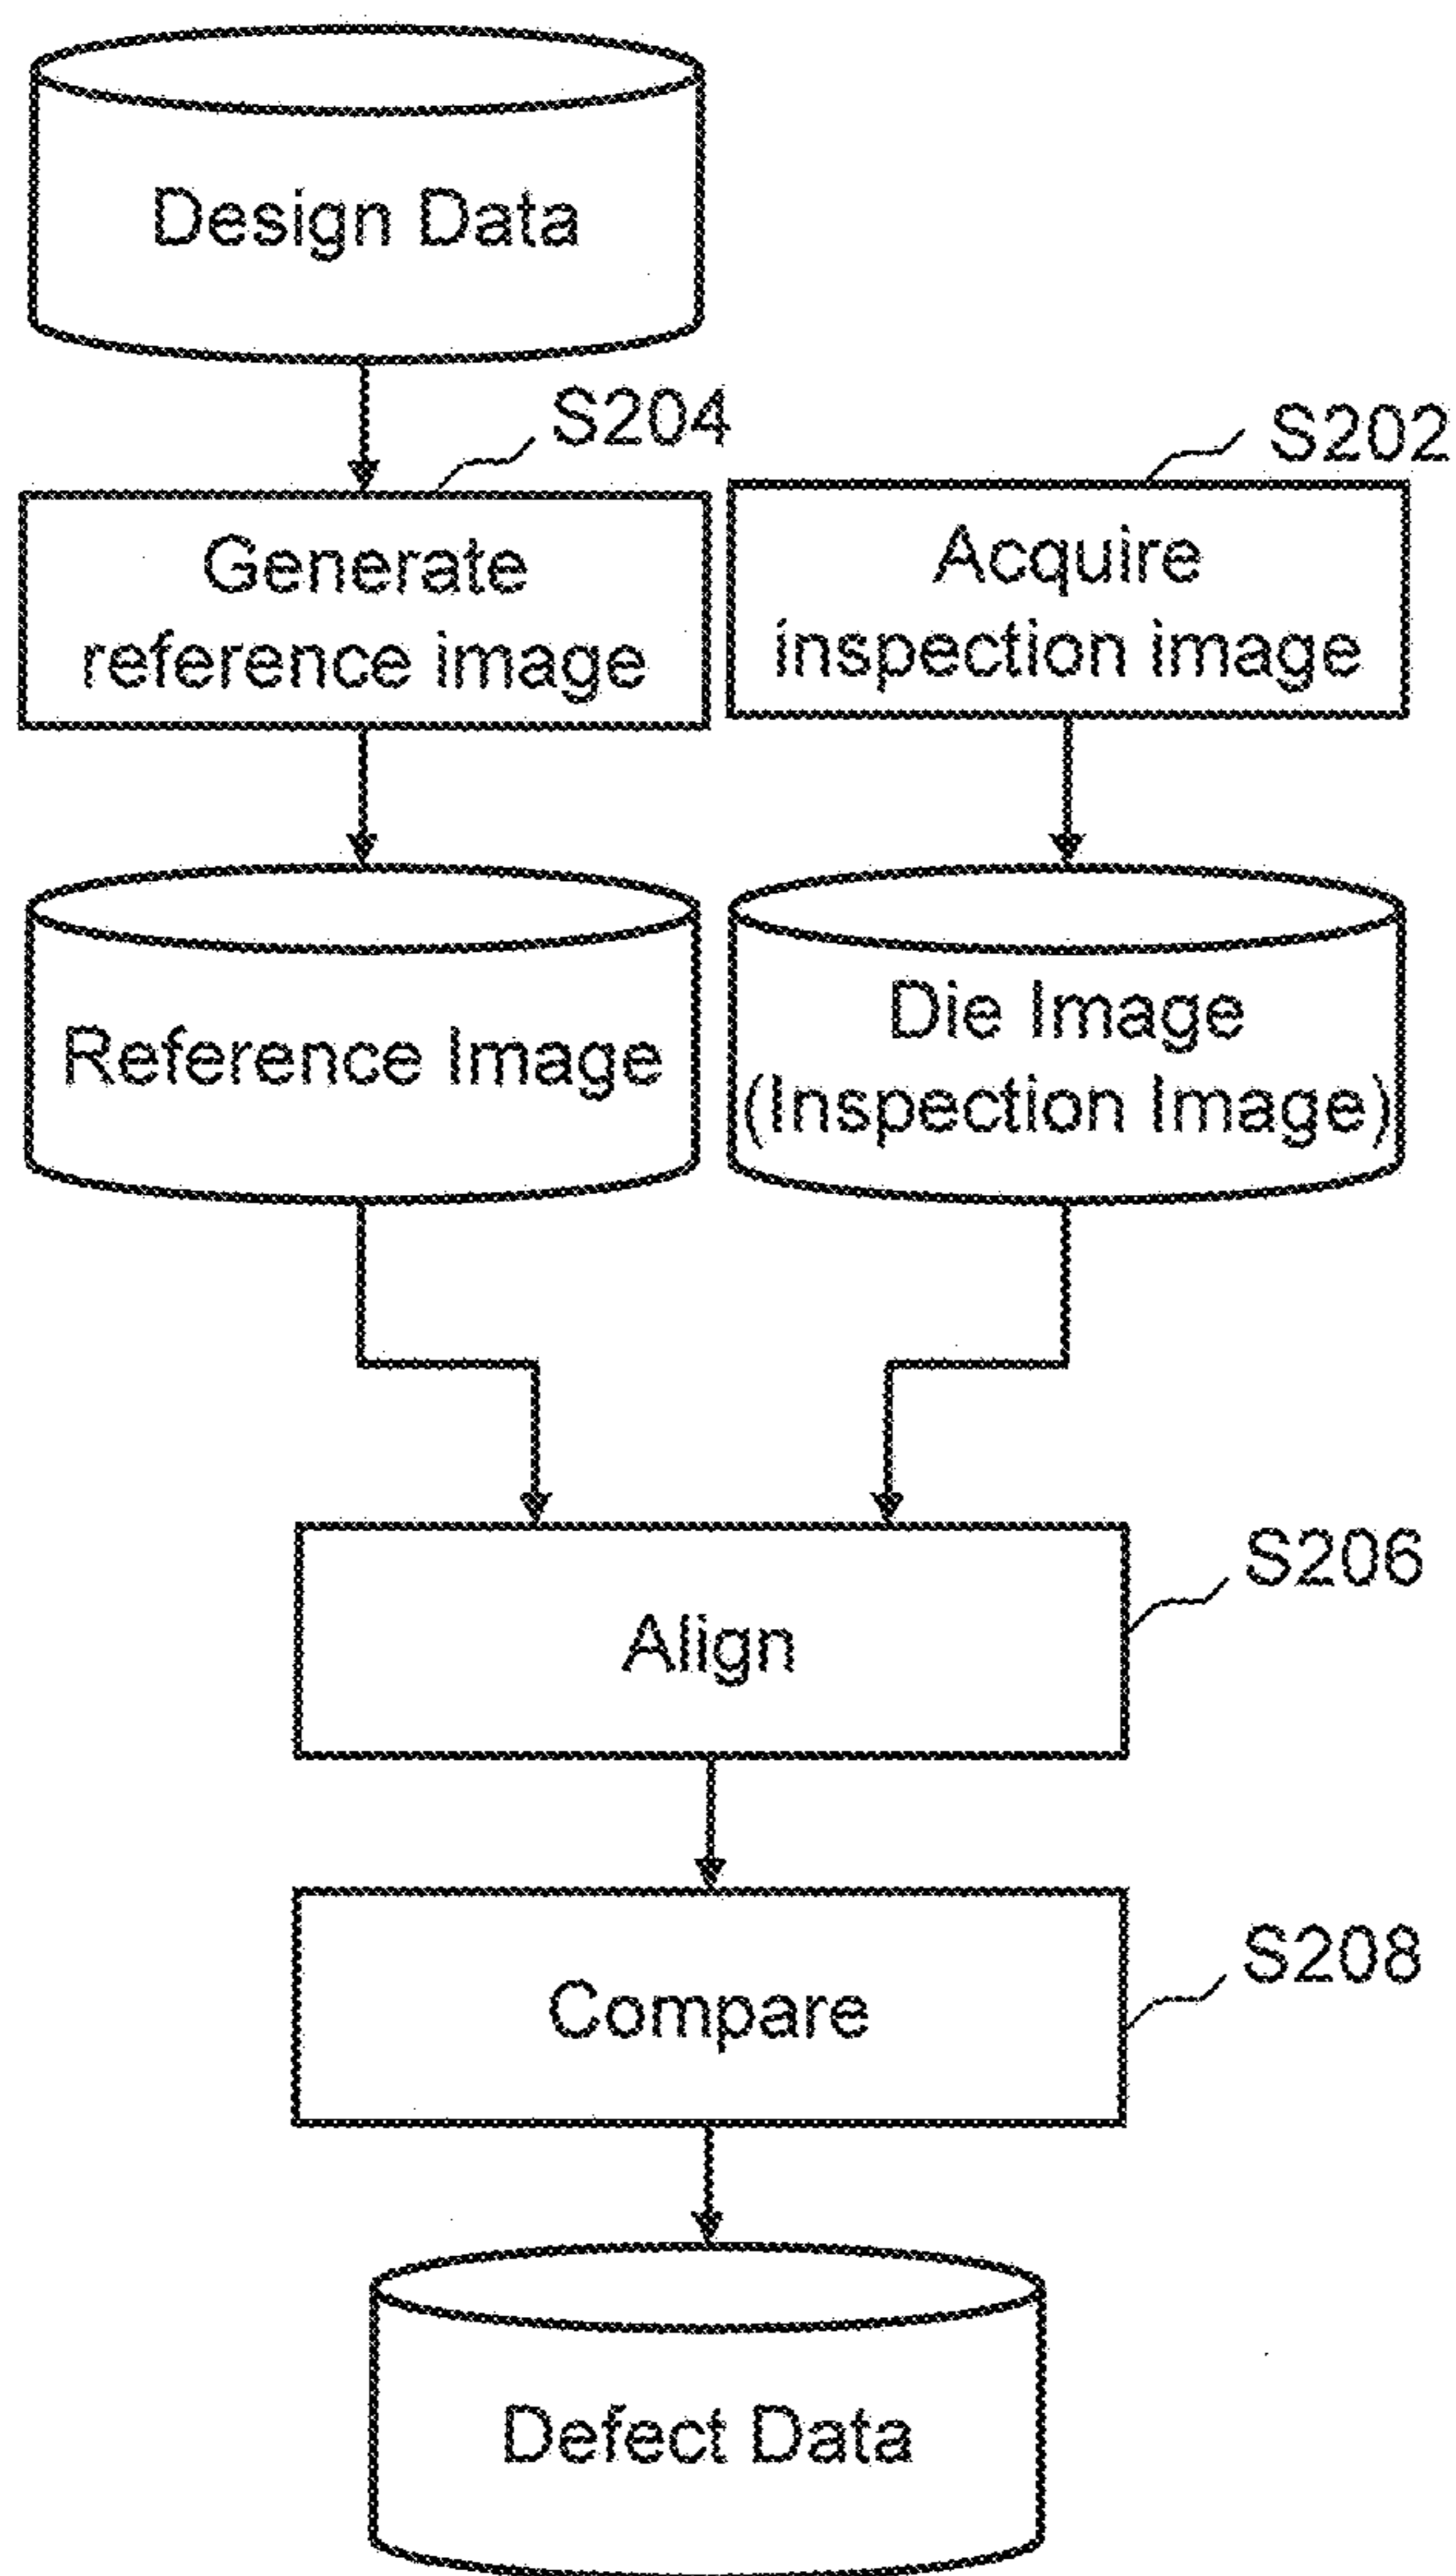 Design Data
S204
S202
Generate
reference image
Acquire
inspection image
Reference Image
Die Image
(Inspection Image)
S206
Align
S208
Compare
Defect Data